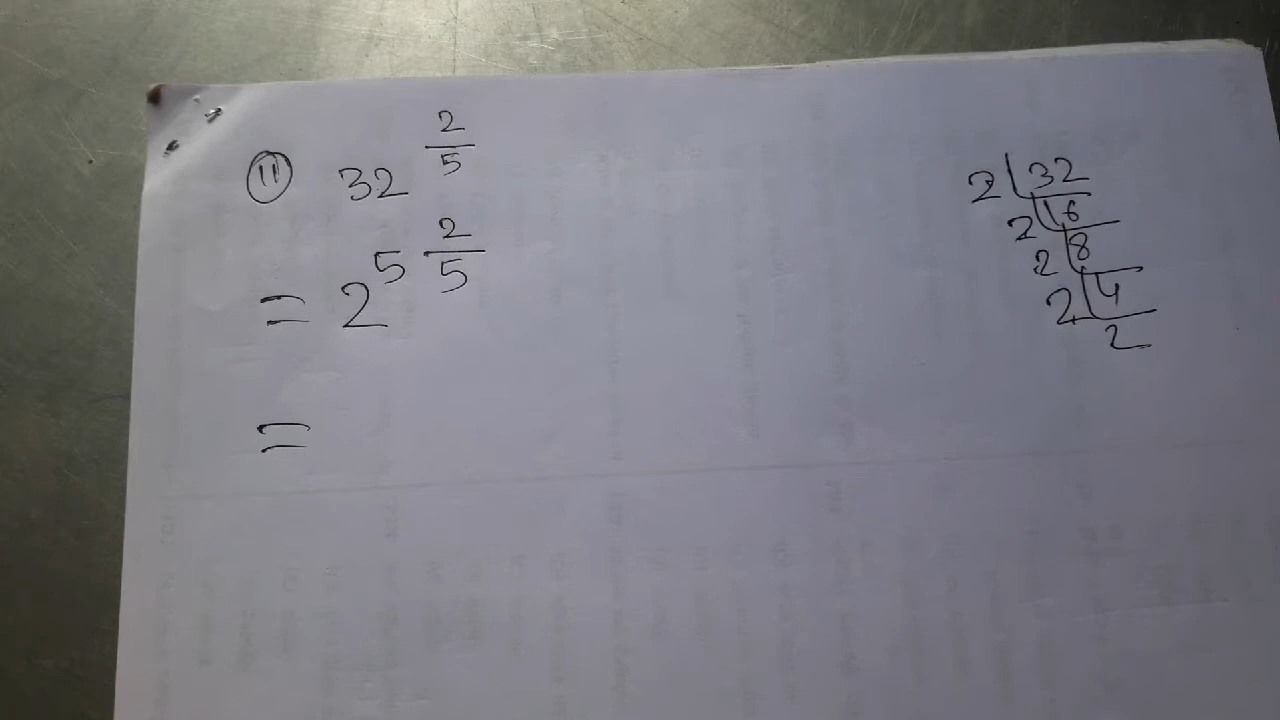 (11) 32^(2/5)
= 2^5 2/5
=
2 | 32
2 | 16
2 | 8
2 | 4
2